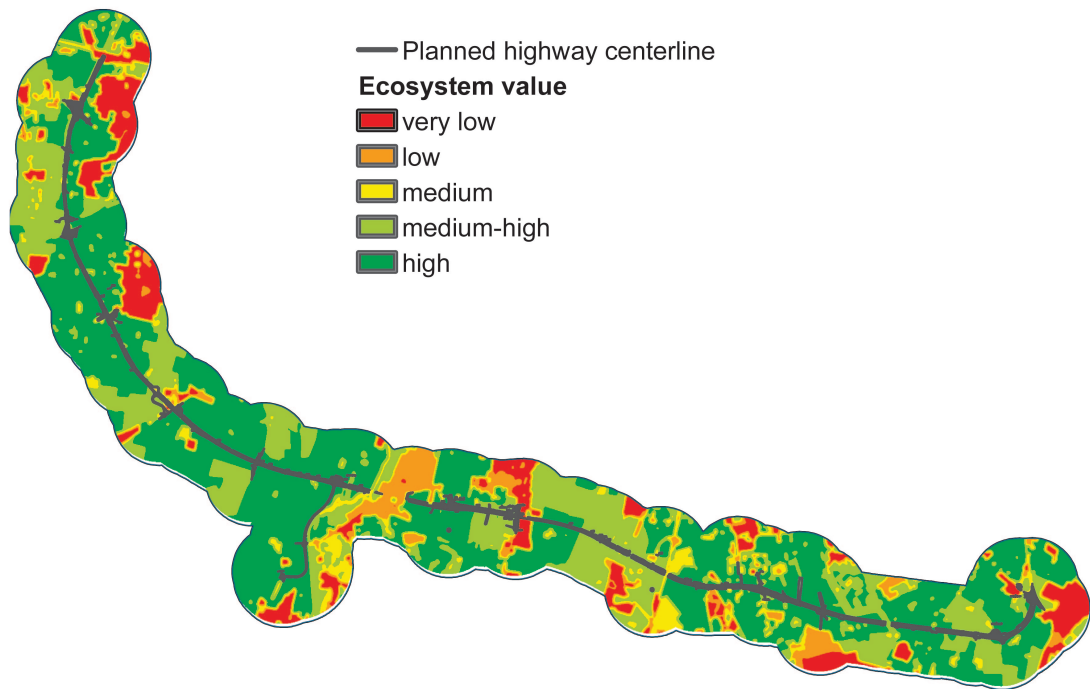 Planned highway centerline
Ecosystem value
very low
low
medium
medium-high
high